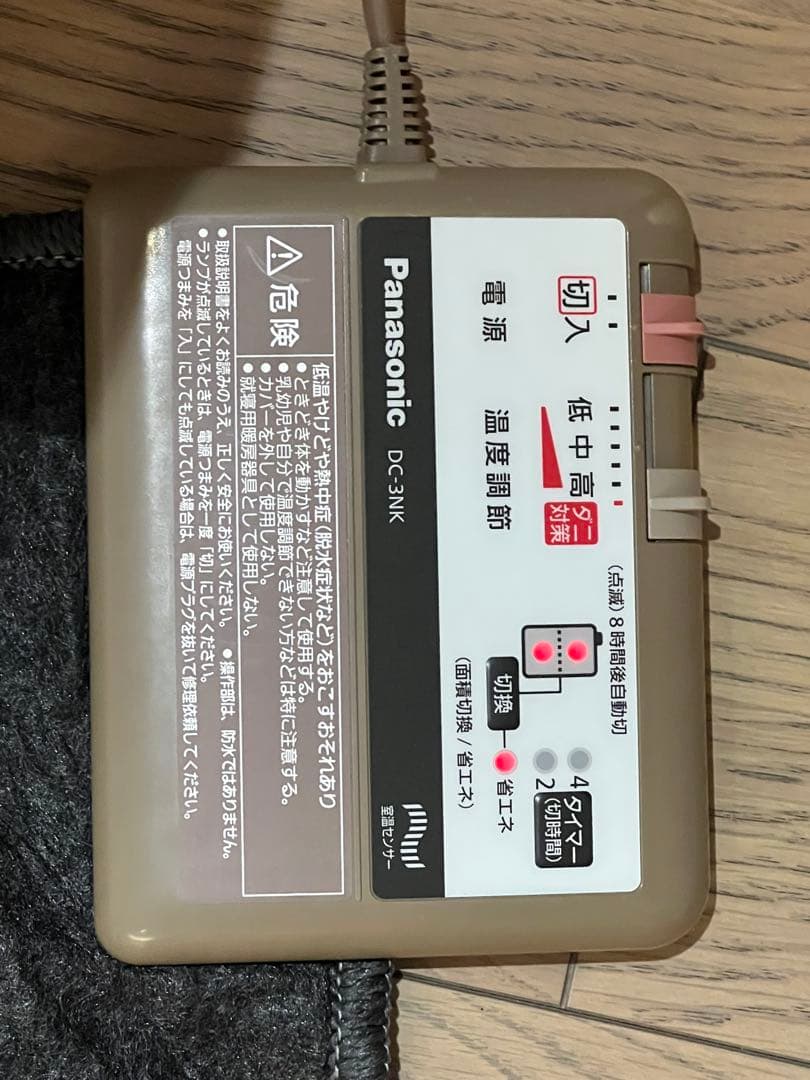 (点滅)8時間後自動切
切 入
低 中 高
ダニ
対策
4
2
タイマー
(切時間)
電源
温度調節
切換
省エネ
(面積切換/省エネ)
Panasonic DC-3NK
室温センサー
危険
低温やけどや熱中症(脱水症状など)をおこすおそれあり
●ときどき体を動かすなど注意して使用する。
●乳幼児や自分で温度調節できない方などは特に注意する。
●カバーを外して使用しない。
●就寝用暖房器具として使用しない。
●取扱説明書をよくお読みのうえ、正しく安全にお使いください。 ●操作部は、防水ではありません。
●ランプが点滅しているときは、電源つまみを一度「切」にしてください。
電源つまみを「入」にしても点滅している場合は、電源プラグを抜いて修理依頼してください。